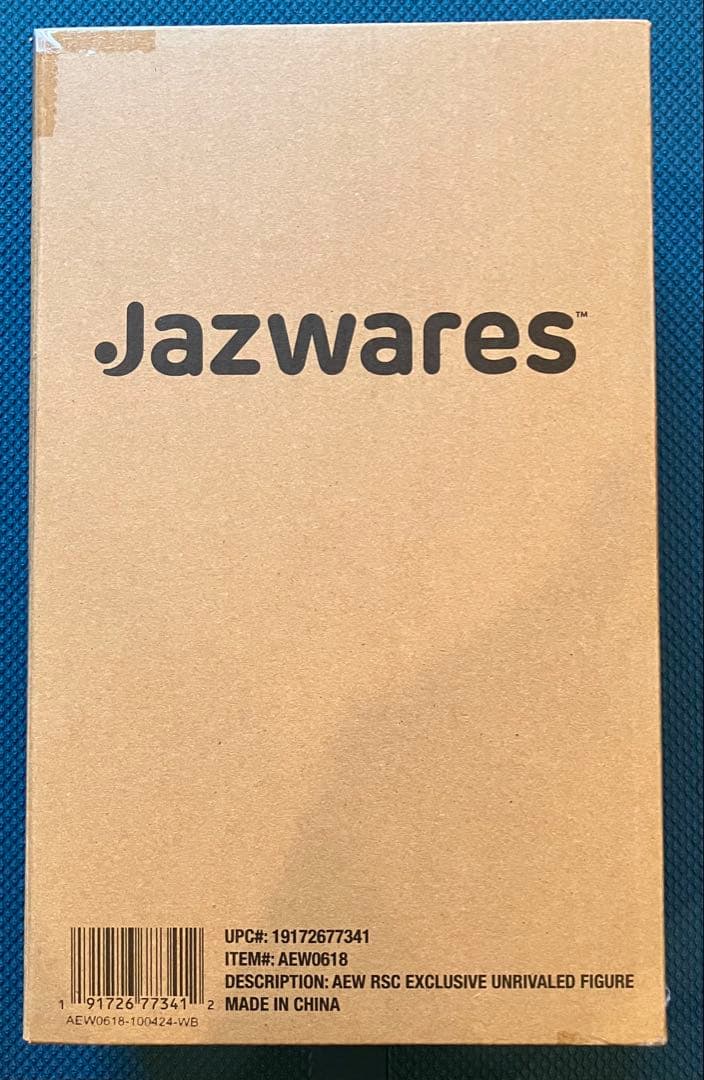 Jazwares™
UPC#: 19172677341
ITEM#: AEW0618
DESCRIPTION: AEW RSC EXCLUSIVE UNRIVALED FIGURE
MADE IN CHINA
1 91726 77341 2
AEW0618-100424-WB